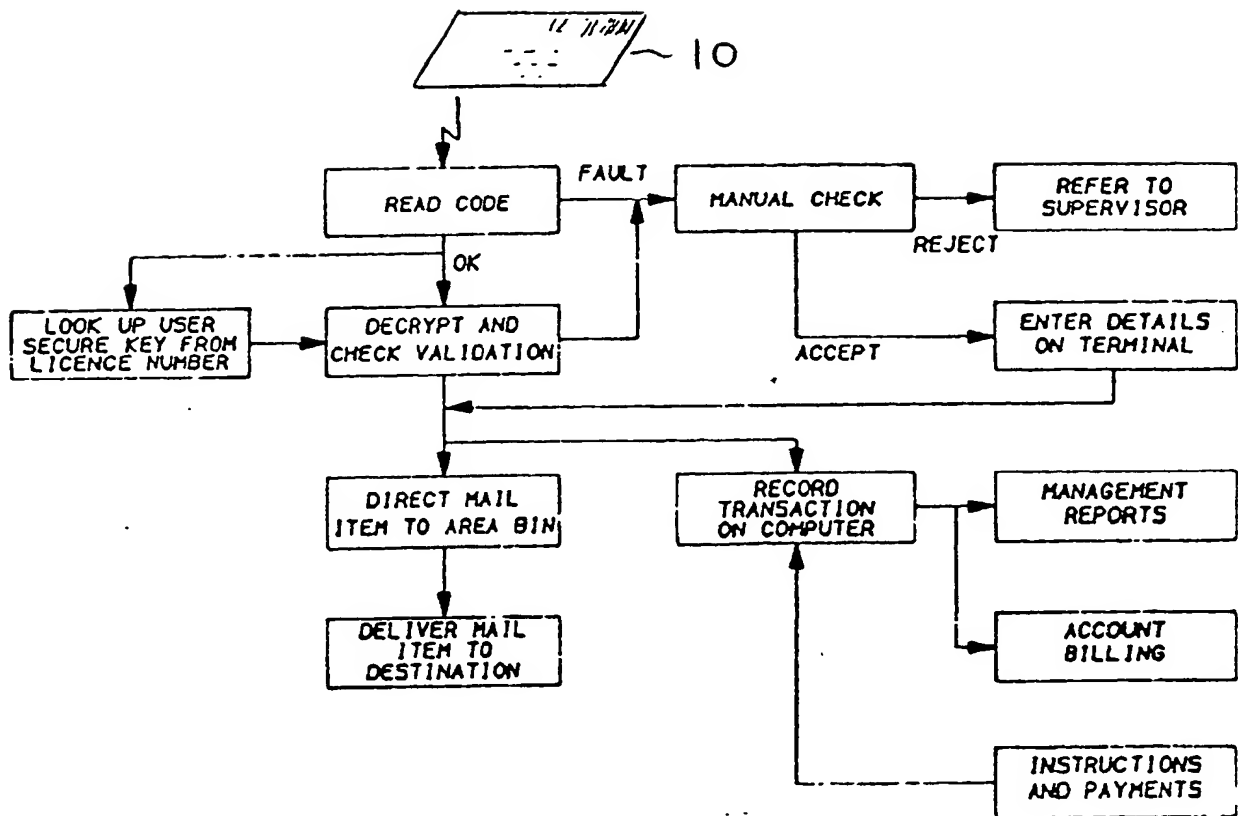 10
FAULT
READ CODE
MANUAL CHECK
REFER TO
SUPERVISOR
REJECT
OK
LOOK UP USER
SECURE KEY FROM
LICENCE NUMBER
DECRYPT AND
CHECK VALIDATION
ACCEPT
ENTER DETAILS
ON TERMINAL
DIRECT MAIL
ITEM TO AREA BIN
RECORD
TRANSACTION
ON COMPUTER
MANAGEMENT
REPORTS
DELIVER MAIL
ITEM TO
DESTINATION
ACCOUNT
BILLING
INSTRUCTIONS
AND PAYMENTS